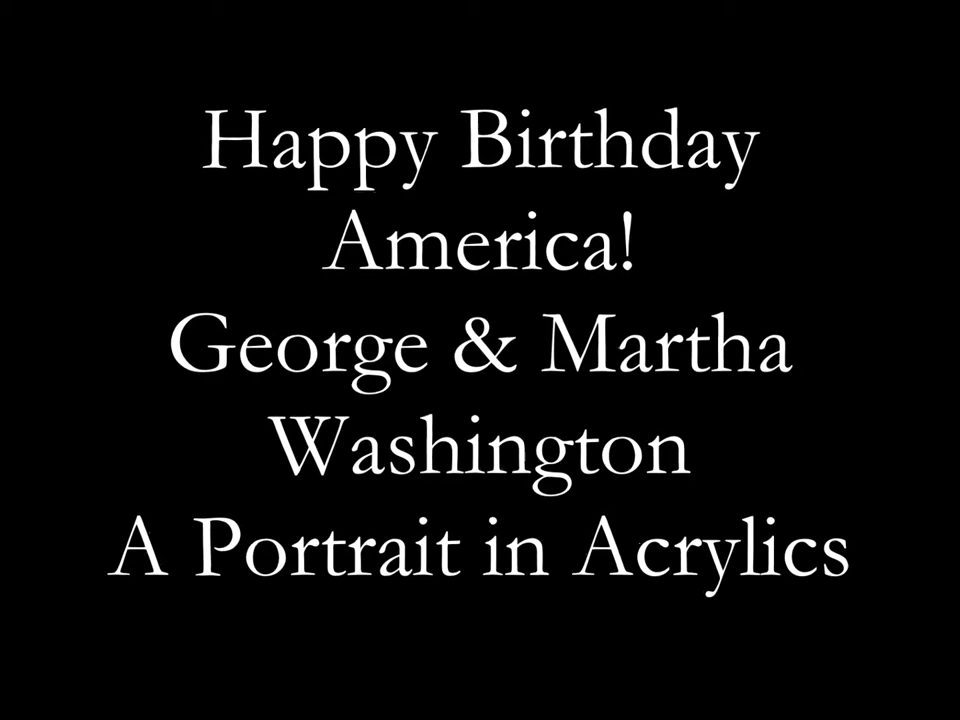 Happy Birthday
America!
George & Martha
Washington
A Portrait in Acrylics